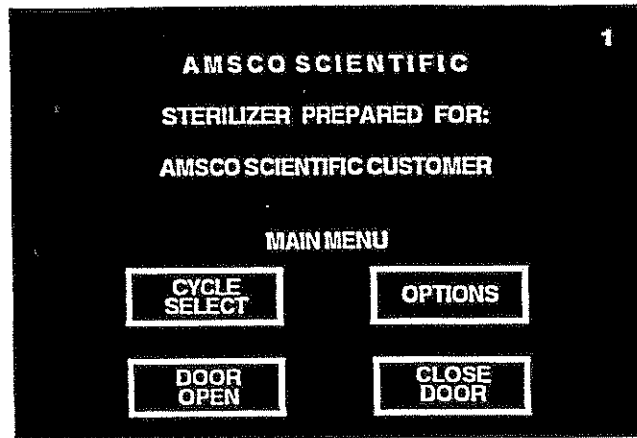 1
AMSCO SCIENTIFIC
STERILIZER PREPARED FOR:
AMSCO SCIENTIFIC CUSTOMER
MAIN MENU
CYCLE
SELECT
OPTIONS
DOOR
OPEN
CLOSE
DOOR